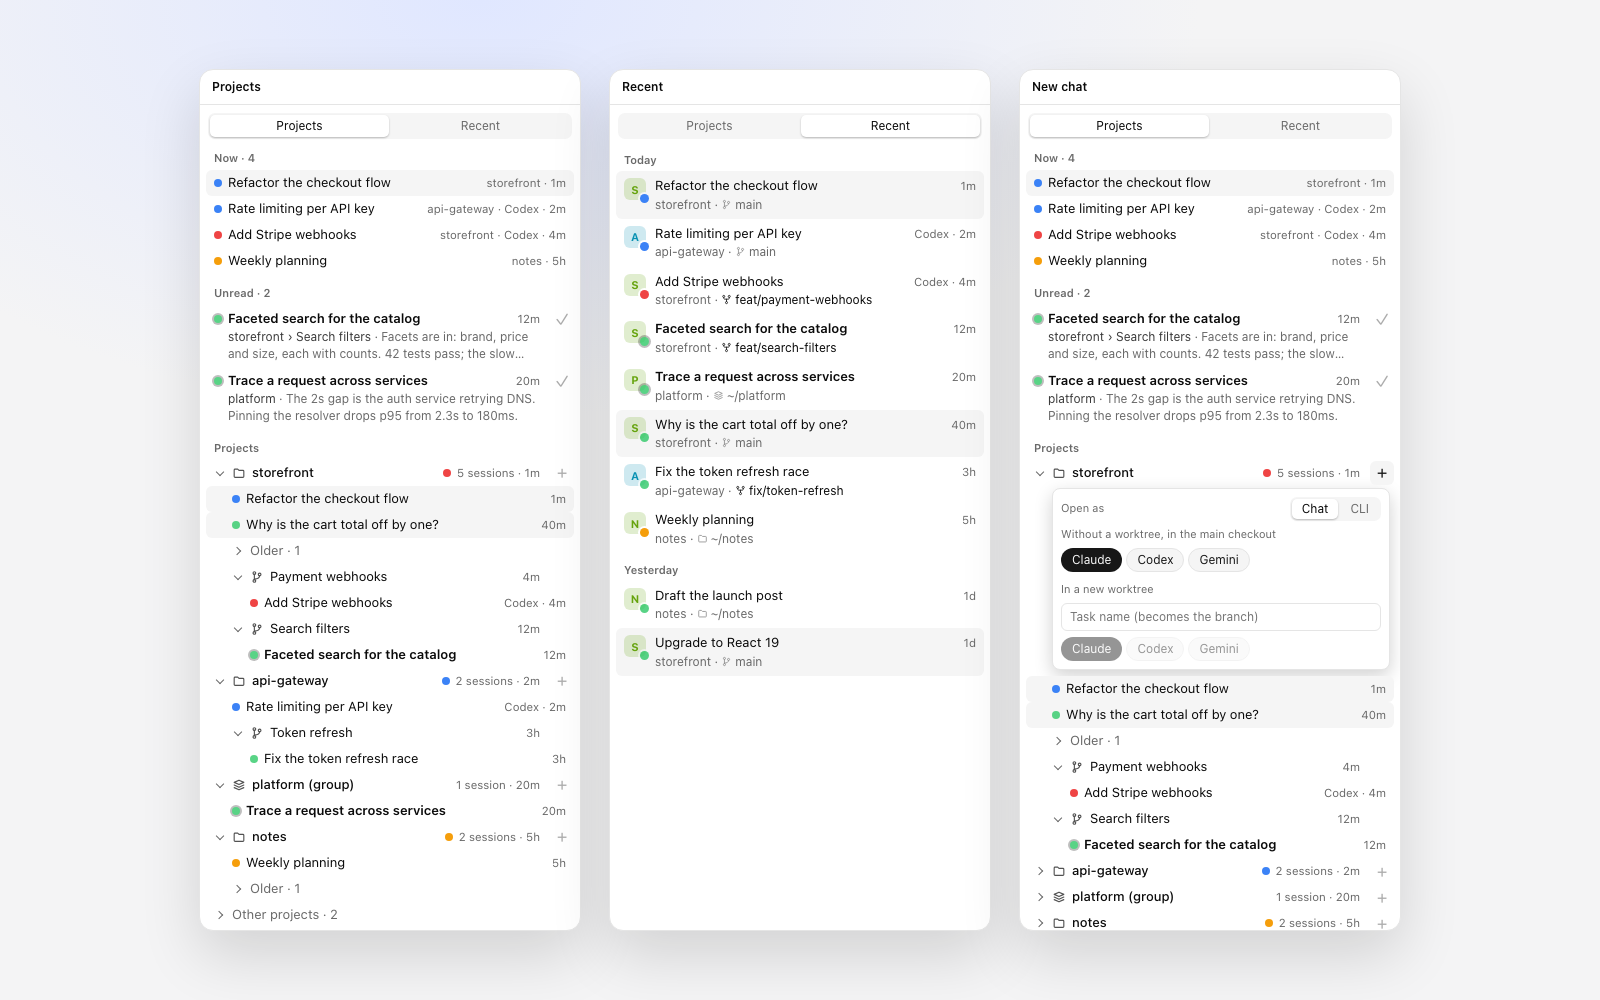 Projects
Projects Recent
Now · 4
Refactor the checkout flow storefront · 1m
Rate limiting per API key api-gateway · Codex · 2m
Add Stripe webhooks storefront · Codex · 4m
Weekly planning notes · 5h
Unread · 2
Faceted search for the catalog 12m
storefront › Search filters · Facets are in: brand, price
and size, each with counts. 42 tests pass; the slow...
Trace a request across services 20m
platform · The 2s gap is the auth service retrying DNS.
Pinning the resolver drops p95 from 2.3s to 180ms.
Projects
storefront 5 sessions · 1m +
Refactor the checkout flow 1m
Why is the cart total off by one? 40m
Older · 1
Payment webhooks 4m
Add Stripe webhooks Codex · 4m
Search filters 12m
Faceted search for the catalog 12m
api-gateway 2 sessions · 2m +
Rate limiting per API key Codex · 2m
Token refresh 3h
Fix the token refresh race 3h
platform (group) 1 session · 20m +
Trace a request across services 20m
notes 2 sessions · 5h +
Weekly planning 5h
Older · 1
Other projects · 2
Recent
Projects Recent
Today
S Refactor the checkout flow 1m
storefront · main
A Rate limiting per API key Codex · 2m
api-gateway · main
S Add Stripe webhooks Codex · 4m
storefront · feat/payment-webhooks
S Faceted search for the catalog 12m
storefront · feat/search-filters
P Trace a request across services 20m
platform · ~/platform
S Why is the cart total off by one? 40m
storefront · main
A Fix the token refresh race 3h
api-gateway · fix/token-refresh
N Weekly planning 5h
notes · ~/notes
Yesterday
N Draft the launch post 1d
notes · ~/notes
S Upgrade to React 19 1d
storefront · main
New chat
Projects Recent
Now · 4
Refactor the checkout flow storefront · 1m
Rate limiting per API key api-gateway · Codex · 2m
Add Stripe webhooks storefront · Codex · 4m
Weekly planning notes · 5h
Unread · 2
Faceted search for the catalog 12m
storefront › Search filters · Facets are in: brand, price
and size, each with counts. 42 tests pass; the slow...
Trace a request across services 20m
platform · The 2s gap is the auth service retrying DNS.
Pinning the resolver drops p95 from 2.3s to 180ms.
Projects
storefront 5 sessions · 1m +
Open as Chat CLI
Without a worktree, in the main checkout
Claude Codex Gemini
In a new worktree
Task name (becomes the branch)
Claude Codex Gemini
Refactor the checkout flow 1m
Why is the cart total off by one? 40m
Older · 1
Payment webhooks 4m
Add Stripe webhooks Codex · 4m
Search filters 12m
Faceted search for the catalog 12m
api-gateway 2 sessions · 2m +
platform (group) 1 session · 20m +
notes 2 sessions · 5h +